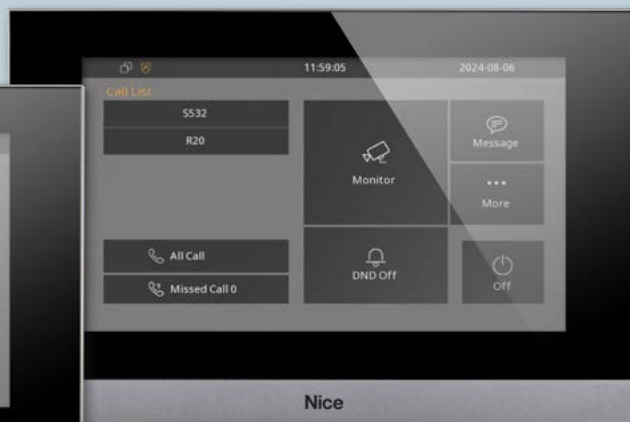 11:59:05 2024-08-06
Call List
S532
R20
Monitor
Message
More
All Call
Missed Call 0
DND Off
Off
Nice